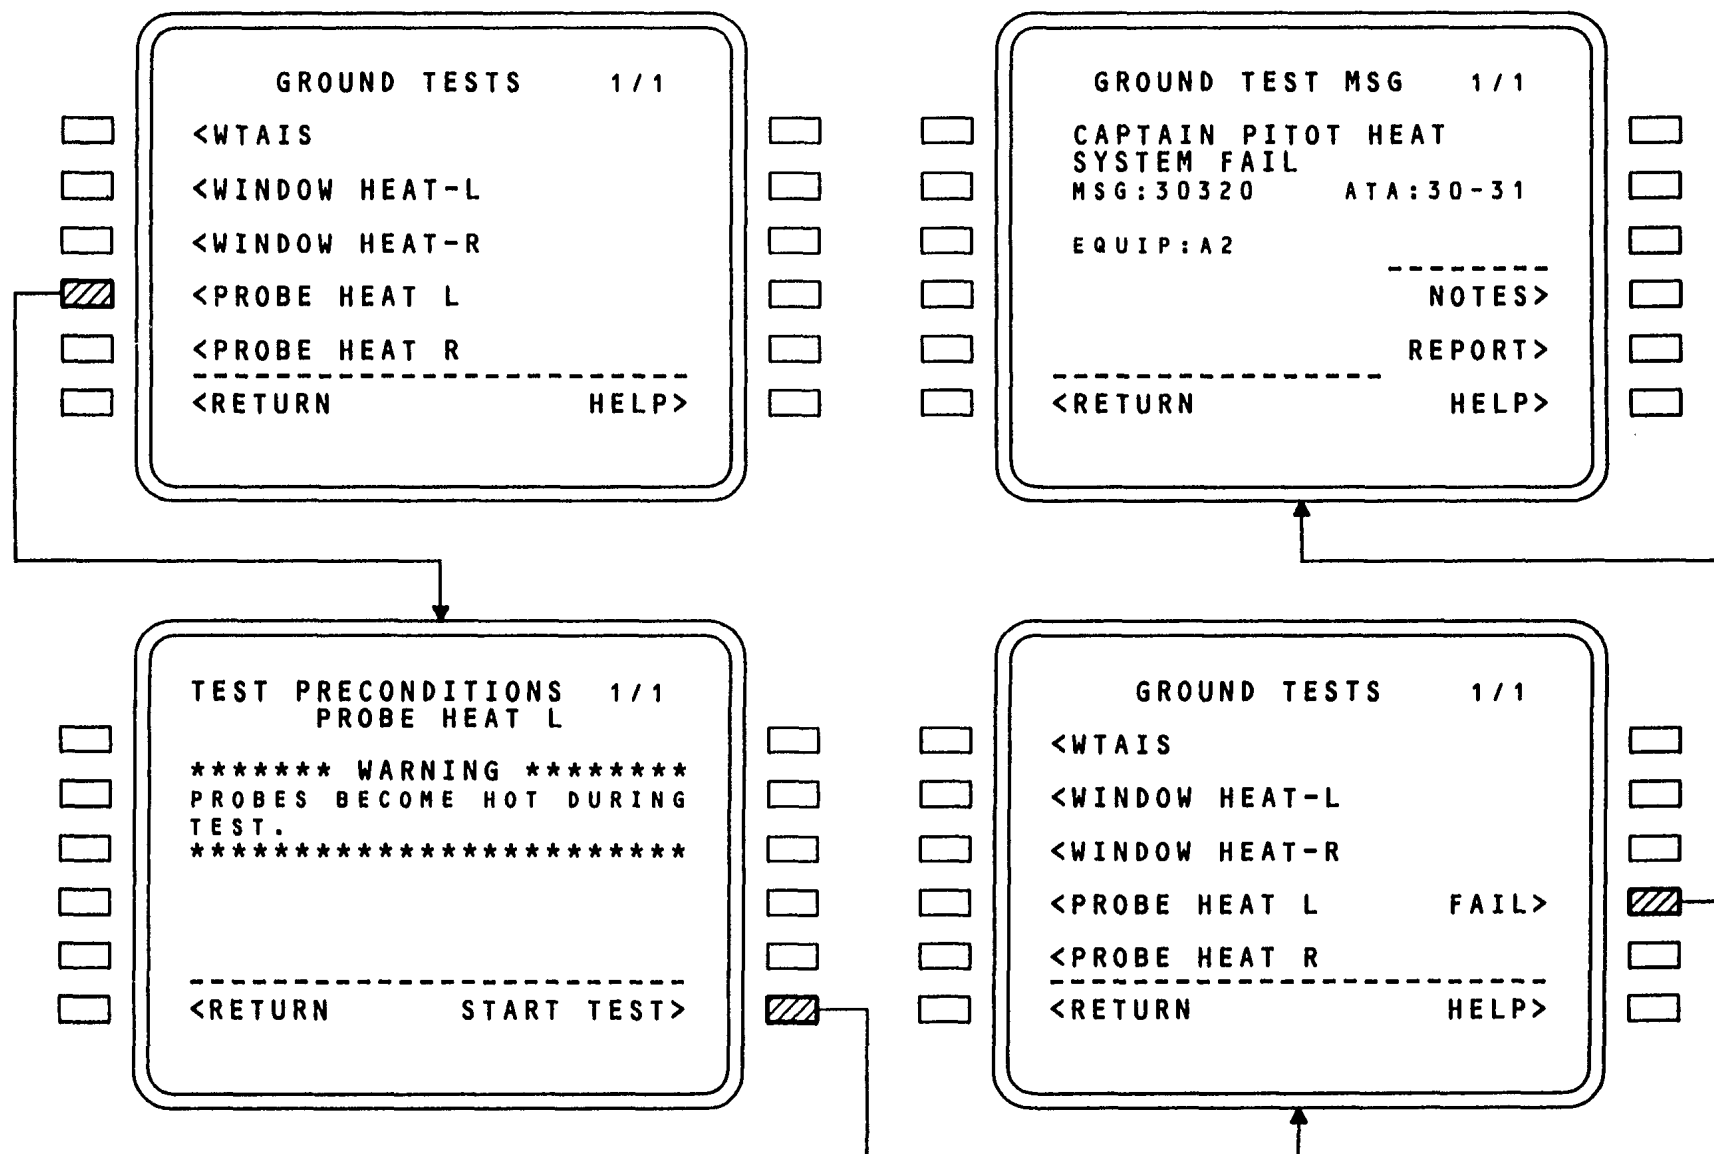 GROUND TESTS 1/1
<WTAIS
<WINDOW HEAT-L
<WINDOW HEAT-R
<PROBE HEAT L
<PROBE HEAT R
--------------------------
<RETURN HELP>
GROUND TEST MSG 1/1
CAPTAIN PITOT HEAT
SYSTEM FAIL
MSG:30320 ATA:30-31
EQUIP:A2
--------
NOTES>
REPORT>
----------------
<RETURN HELP>
TEST PRECONDITIONS 1/1
PROBE HEAT L
******* WARNING ********
PROBES BECOME HOT DURING
TEST.
************************
------------------------
<RETURN START TEST>
GROUND TESTS 1/1
<WTAIS
<WINDOW HEAT-L
<WINDOW HEAT-R
<PROBE HEAT L FAIL>
<PROBE HEAT R
------------------------
<RETURN HELP>